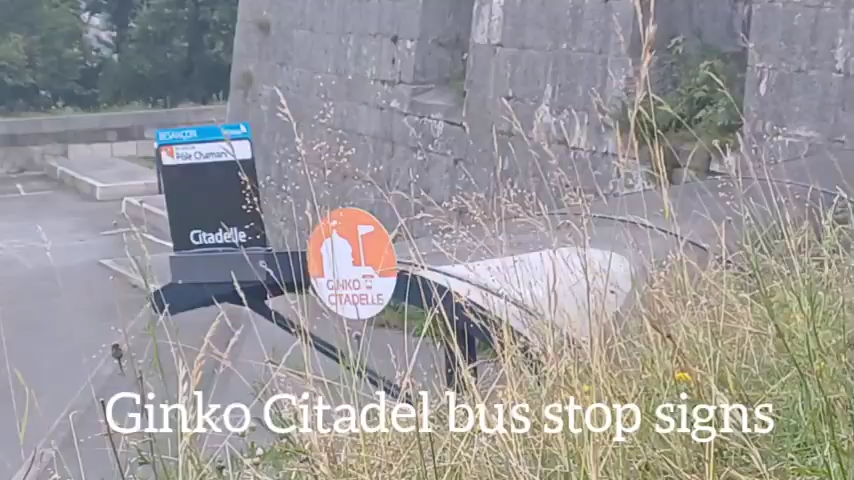 BESANÇON
Pôle Chamars
Citadelle
GINKO
CITADELLE
Ginko Citadel bus stop signs